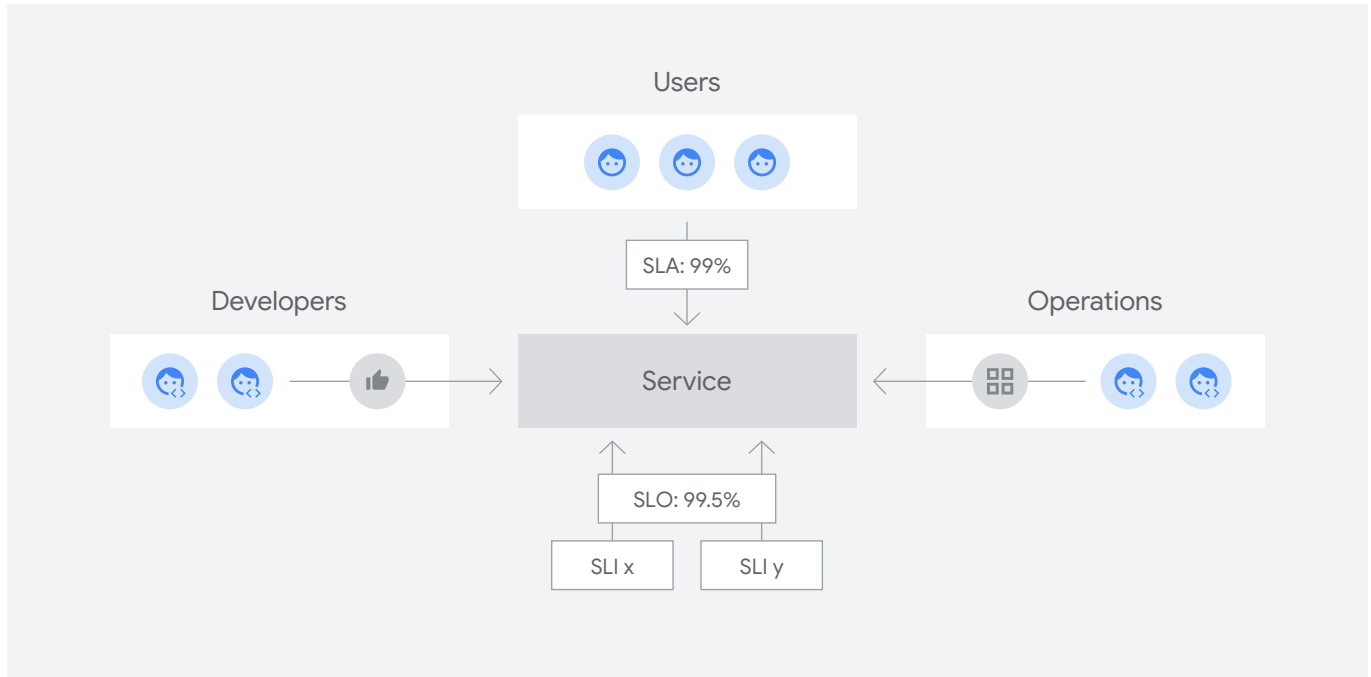 Users
SLA: 99%
Developers
Operations
Service
SLO: 99.5%
SLI x
SLI y